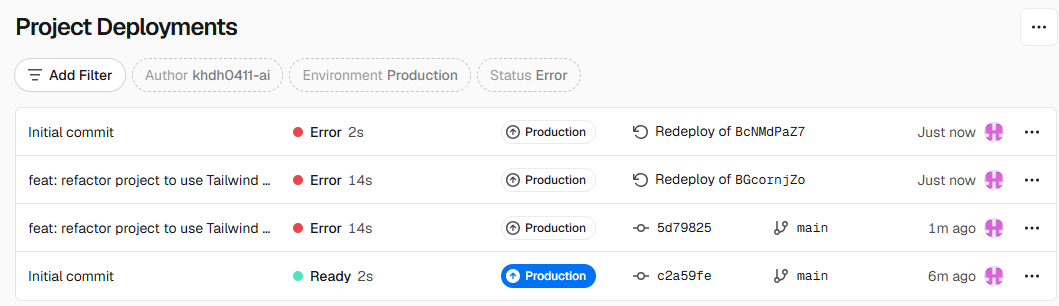 Project Deployments
Add Filter Author khdh0411-ai Environment Production Status Error
Initial commit Error 2s Production Redeploy of BcNMdPaZ7 Just now
feat: refactor project to use Tailwind … Error 14s Production Redeploy of BGcornjZo Just now
feat: refactor project to use Tailwind … Error 14s Production 5d79825 main 1m ago
Initial commit Ready 2s Production c2a59fe main 6m ago